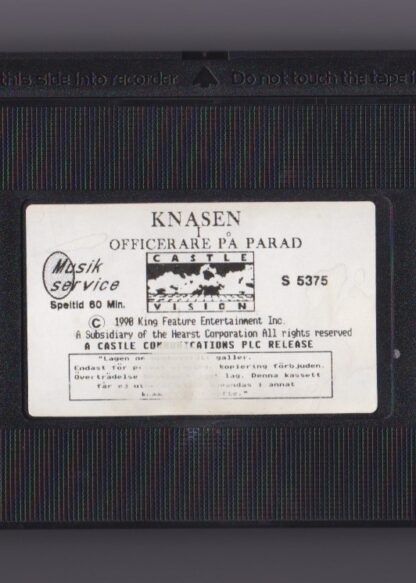 this side into recorder Do not touch the tape
KNASEN
I
OFFICERARE PÅ PARAD
Musik
service
Speltid 60 Min.
CASTLE
VISION
S 5375
© 1990 King Feature Entertainment Inc.
A Subsidiary of the Hearst Corporation All rights reserved
A CASTLE COMMUNICATIONS PLC RELEASE
"Lagen om galler.
Endast för kopiering förbjuden.
Överträdelse lag. Denna kassett
får ej i annat